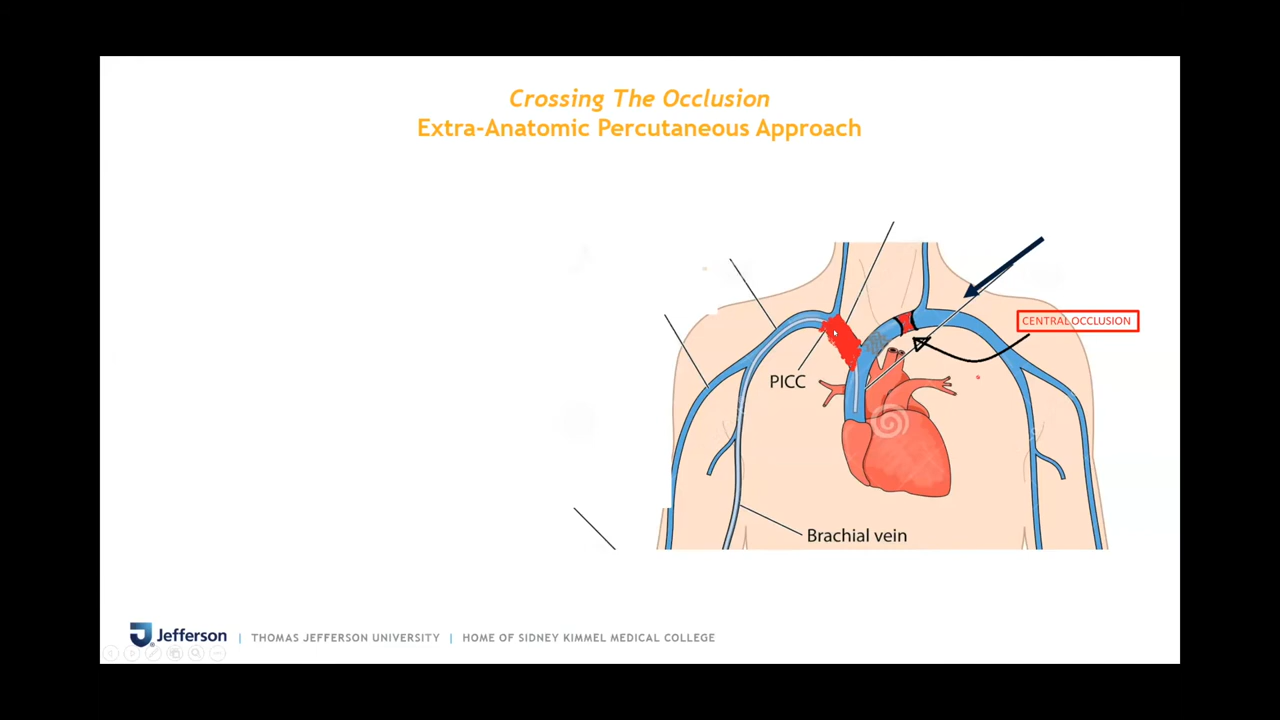 Crossing The Occlusion
Extra-Anatomic Percutaneous Approach
CENTRAL OCCLUSION
PICC
Brachial vein
Jefferson | THOMAS JEFFERSON UNIVERSITY | HOME OF SIDNEY KIMMEL MEDICAL COLLEGE